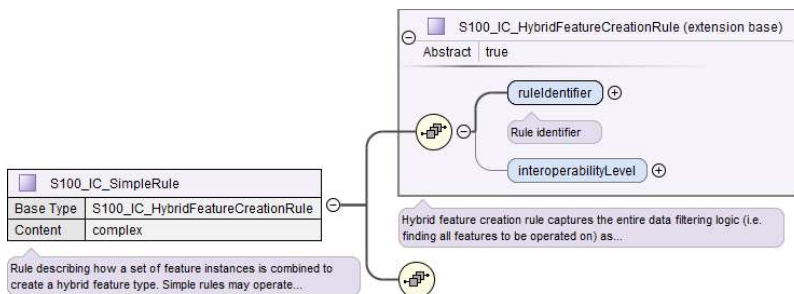 S100_IC_HybridFeatureCreationRule (extension base)
Abstract true
ruleIdentifier
Rule identifier
interoperabilityLevel
Hybrid feature creation rule captures the entire data filtering logic (i.e.
finding all features to be operated on) as...
S100_IC_SimpleRule
Base Type S100_IC_HybridFeatureCreationRule
Content complex
Rule describing how a set of feature instances is combined to
create a hybrid feature type. Simple rules may operate...